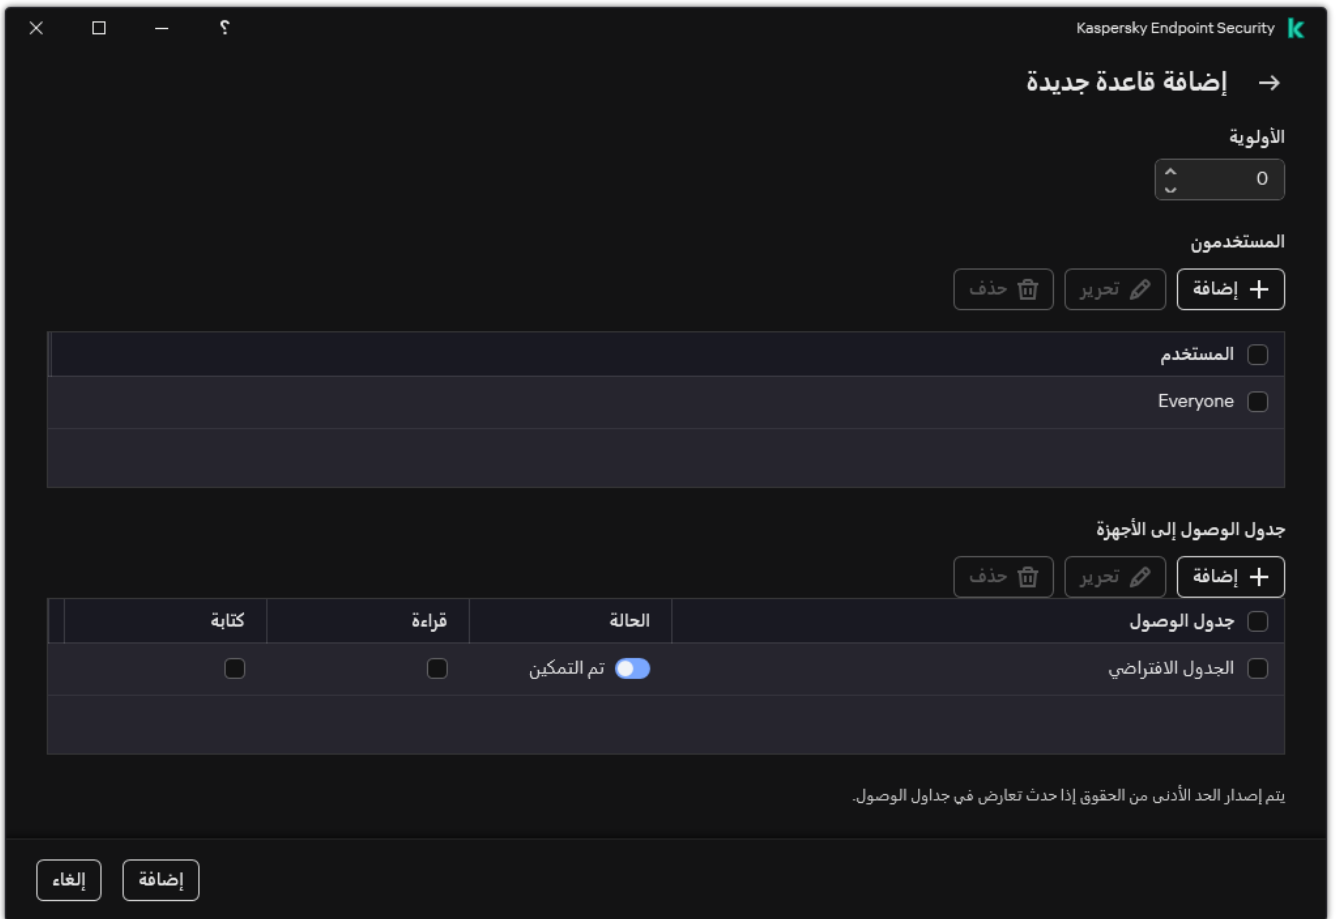 Kaspersky Endpoint Security
؟
إضافة قاعدة جديدة
الأولوية
0
المستخدمون
إضافة تحرير حذف
المستخدم
Everyone
جدول الوصول إلى الأجهزة
إضافة تحرير حذف
جدول الوصول الحالة قراءة كتابة
الجدول الافتراضي تم التمكين
يتم إصدار الحد الأدنى من الحقوق إذا حدث تعارض في جداول الوصول.
إضافة إلغاء